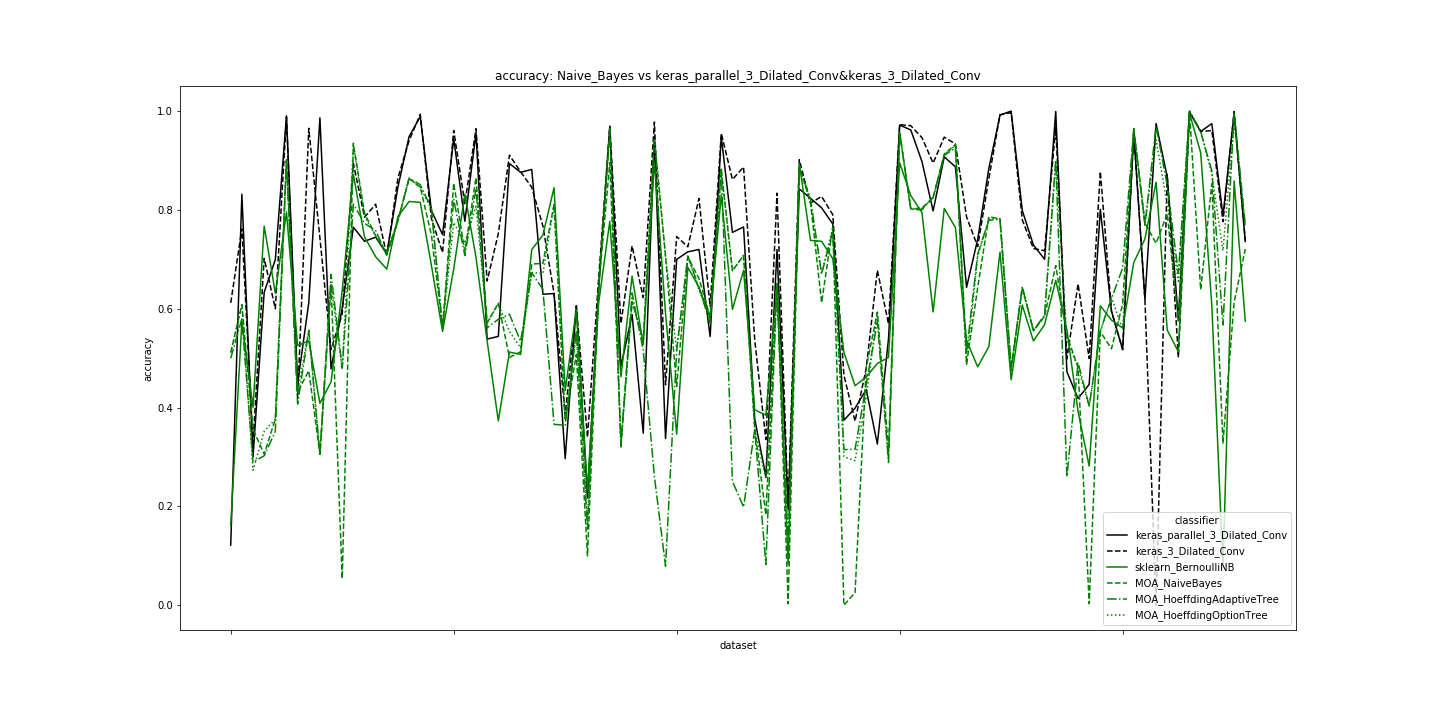 accuracy: Naive_Bayes vs keras_parallel_3_Dilated_Conv&keras_3_Dilated_Conv
1.0
0.8
0.6
0.4
0.2
0.0
accuracy
dataset
classifier
keras_parallel_3_Dilated_Conv
keras_3_Dilated_Conv
sklearn_BernoulliNB
MOA_NaiveBayes
MOA_HoeffdingAdaptiveTree
MOA_HoeffdingOptionTree